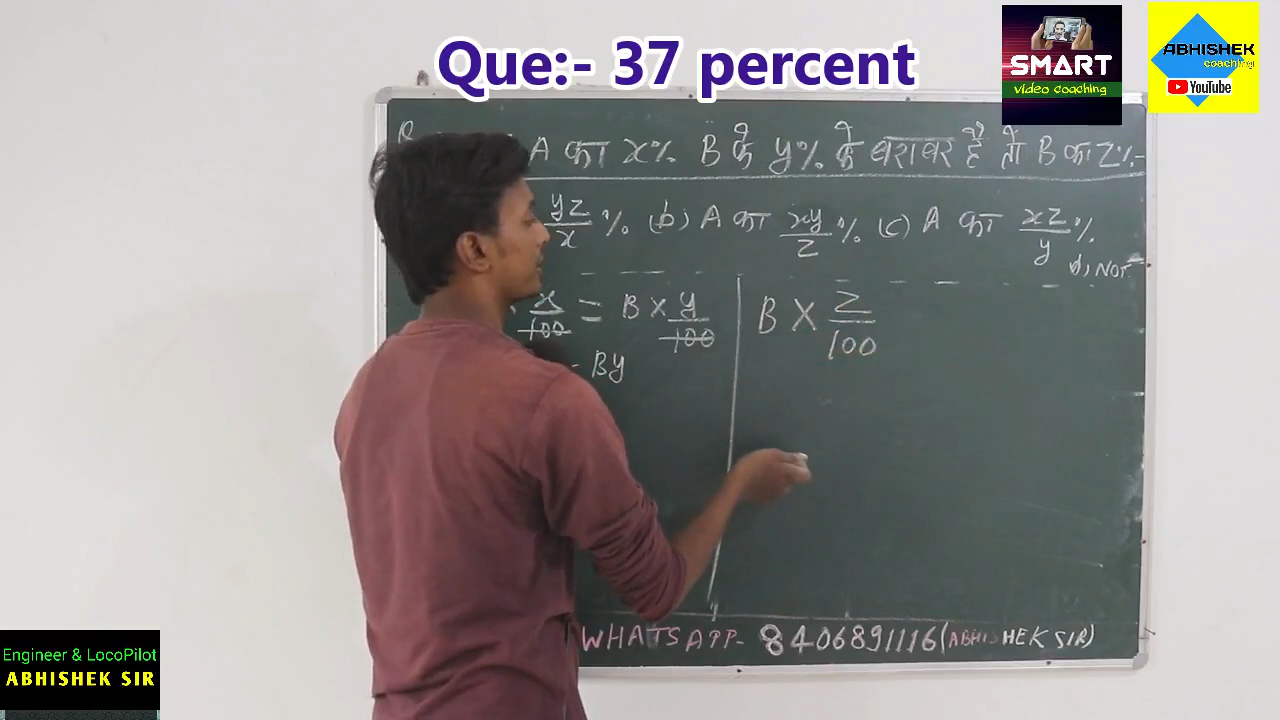 Que:- 37 percent
SMART
video coaching
ABHISHEK
coaching
YouTube
A का x% B के y% के बराबर है तो B का Z%-
yz/x % (b) A का xy/z % (c) A का xz/y %
d) NOT
x/100 = B × y/100
B × z/100
= By
WHATSAPP- 8406891116 (ABHISHEK SIR)
Engineer & LocoPilot
ABHISHEK SIR